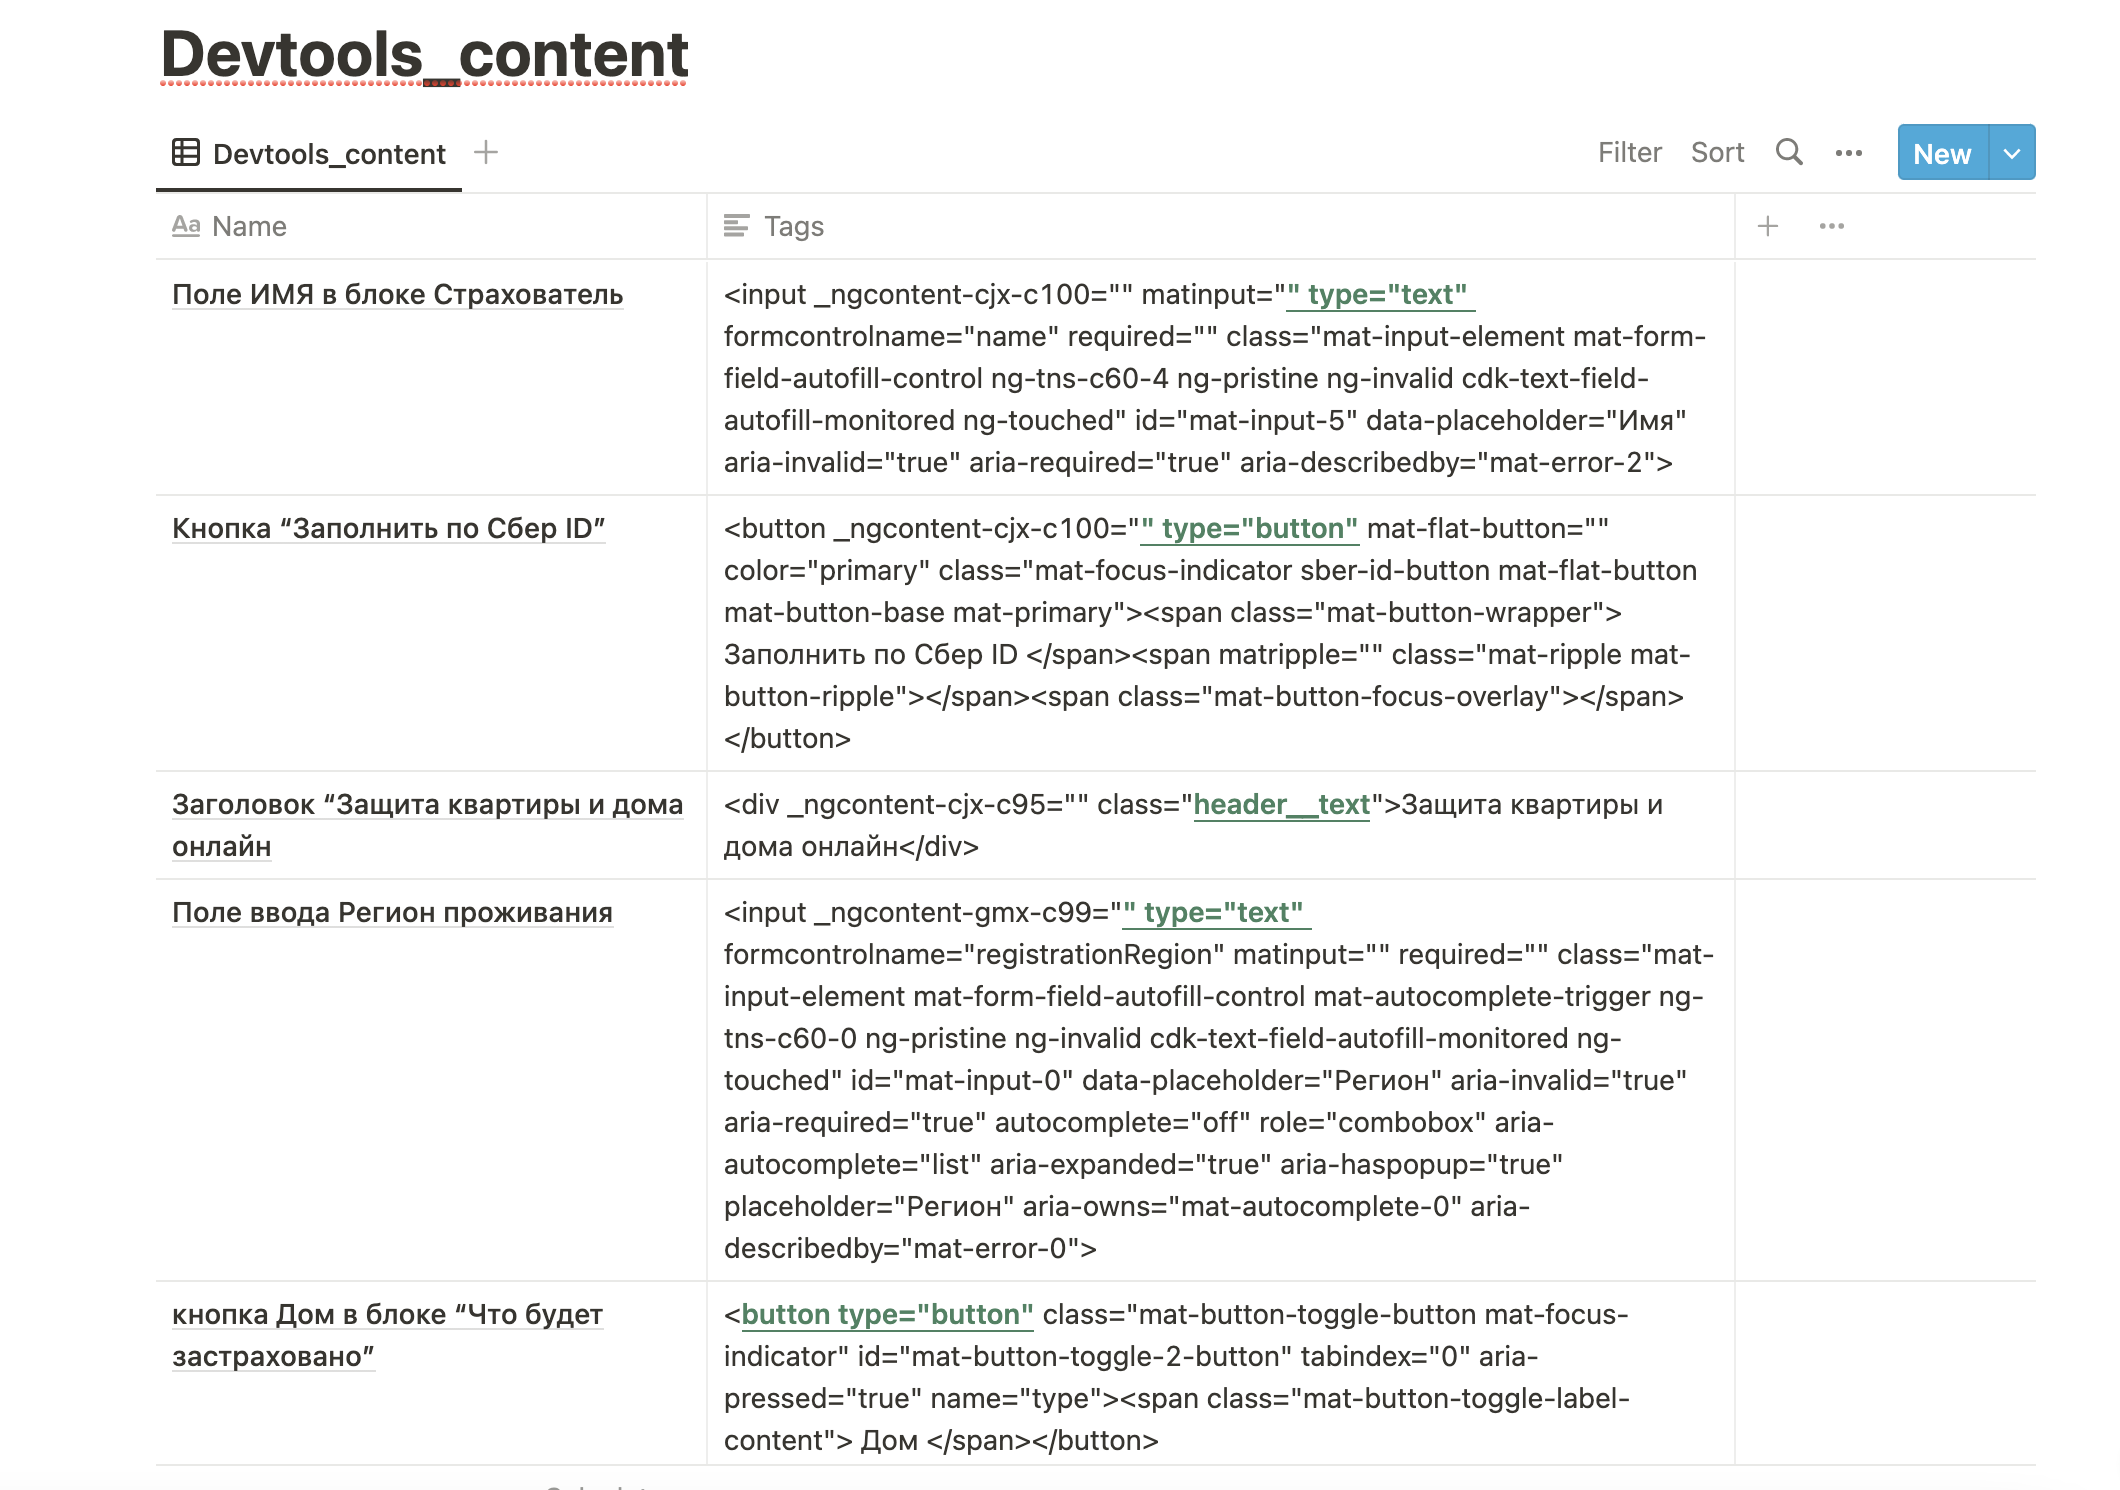 Devtools_content
Devtools_content
Filter Sort New
Aa Name Tags
Поле ИМЯ в блоке Страхователь
<input _ngcontent-cjx-c100="" matinput="" type="text"
formcontrolname="name" required="" class="mat-input-element mat-form-
field-autofill-control ng-tns-c60-4 ng-pristine ng-invalid cdk-text-field-
autofill-monitored ng-touched" id="mat-input-5" data-placeholder="Имя"
aria-invalid="true" aria-required="true" aria-describedby="mat-error-2">
Кнопка “Заполнить по Сбер ID”
<button _ngcontent-cjx-c100="" type="button" mat-flat-button=""
color="primary" class="mat-focus-indicator sber-id-button mat-flat-button
mat-button-base mat-primary"><span class="mat-button-wrapper">
Заполнить по Сбер ID </span><span matripple="" class="mat-ripple mat-
button-ripple"></span><span class="mat-button-focus-overlay"></span>
</button>
Заголовок “Защита квартиры и дома
онлайн
<div _ngcontent-cjx-c95="" class="header__text">Защита квартиры и
дома онлайн</div>
Поле ввода Регион проживания
<input _ngcontent-gmx-c99="" type="text"
formcontrolname="registrationRegion" matinput="" required="" class="mat-
input-element mat-form-field-autofill-control mat-autocomplete-trigger ng-
tns-c60-0 ng-pristine ng-invalid cdk-text-field-autofill-monitored ng-
touched" id="mat-input-0" data-placeholder="Регион" aria-invalid="true"
aria-required="true" autocomplete="off" role="combobox" aria-
autocomplete="list" aria-expanded="true" aria-haspopup="true"
placeholder="Регион" aria-owns="mat-autocomplete-0" aria-
describedby="mat-error-0">
кнопка Дом в блоке “Что будет
застраховано”
<button type="button" class="mat-button-toggle-button mat-focus-
indicator" id="mat-button-toggle-2-button" tabindex="0" aria-
pressed="true" name="type"><span class="mat-button-toggle-label-
content"> Дом </span></button>